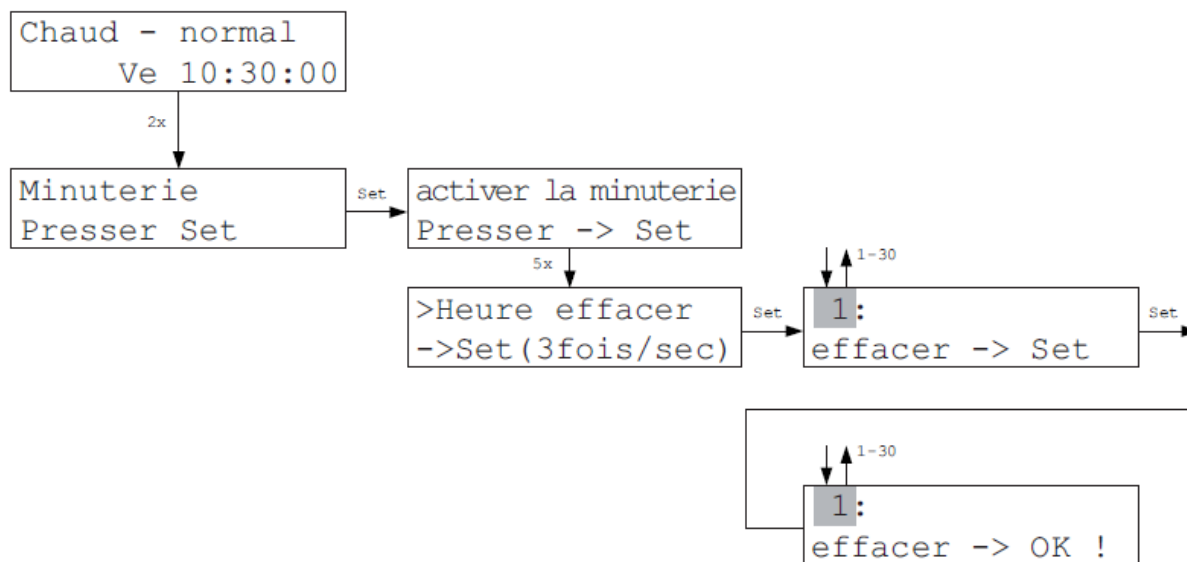 Chaud - normal
Ve 10:30:00
2x
Minuterie
Presser Set
Set
activer la minuterie
Presser -> Set
5x
>Heure effacer
->Set(3fois/sec)
Set
1-30
1:
effacer -> Set
Set
1-30
1:
effacer -> OK !